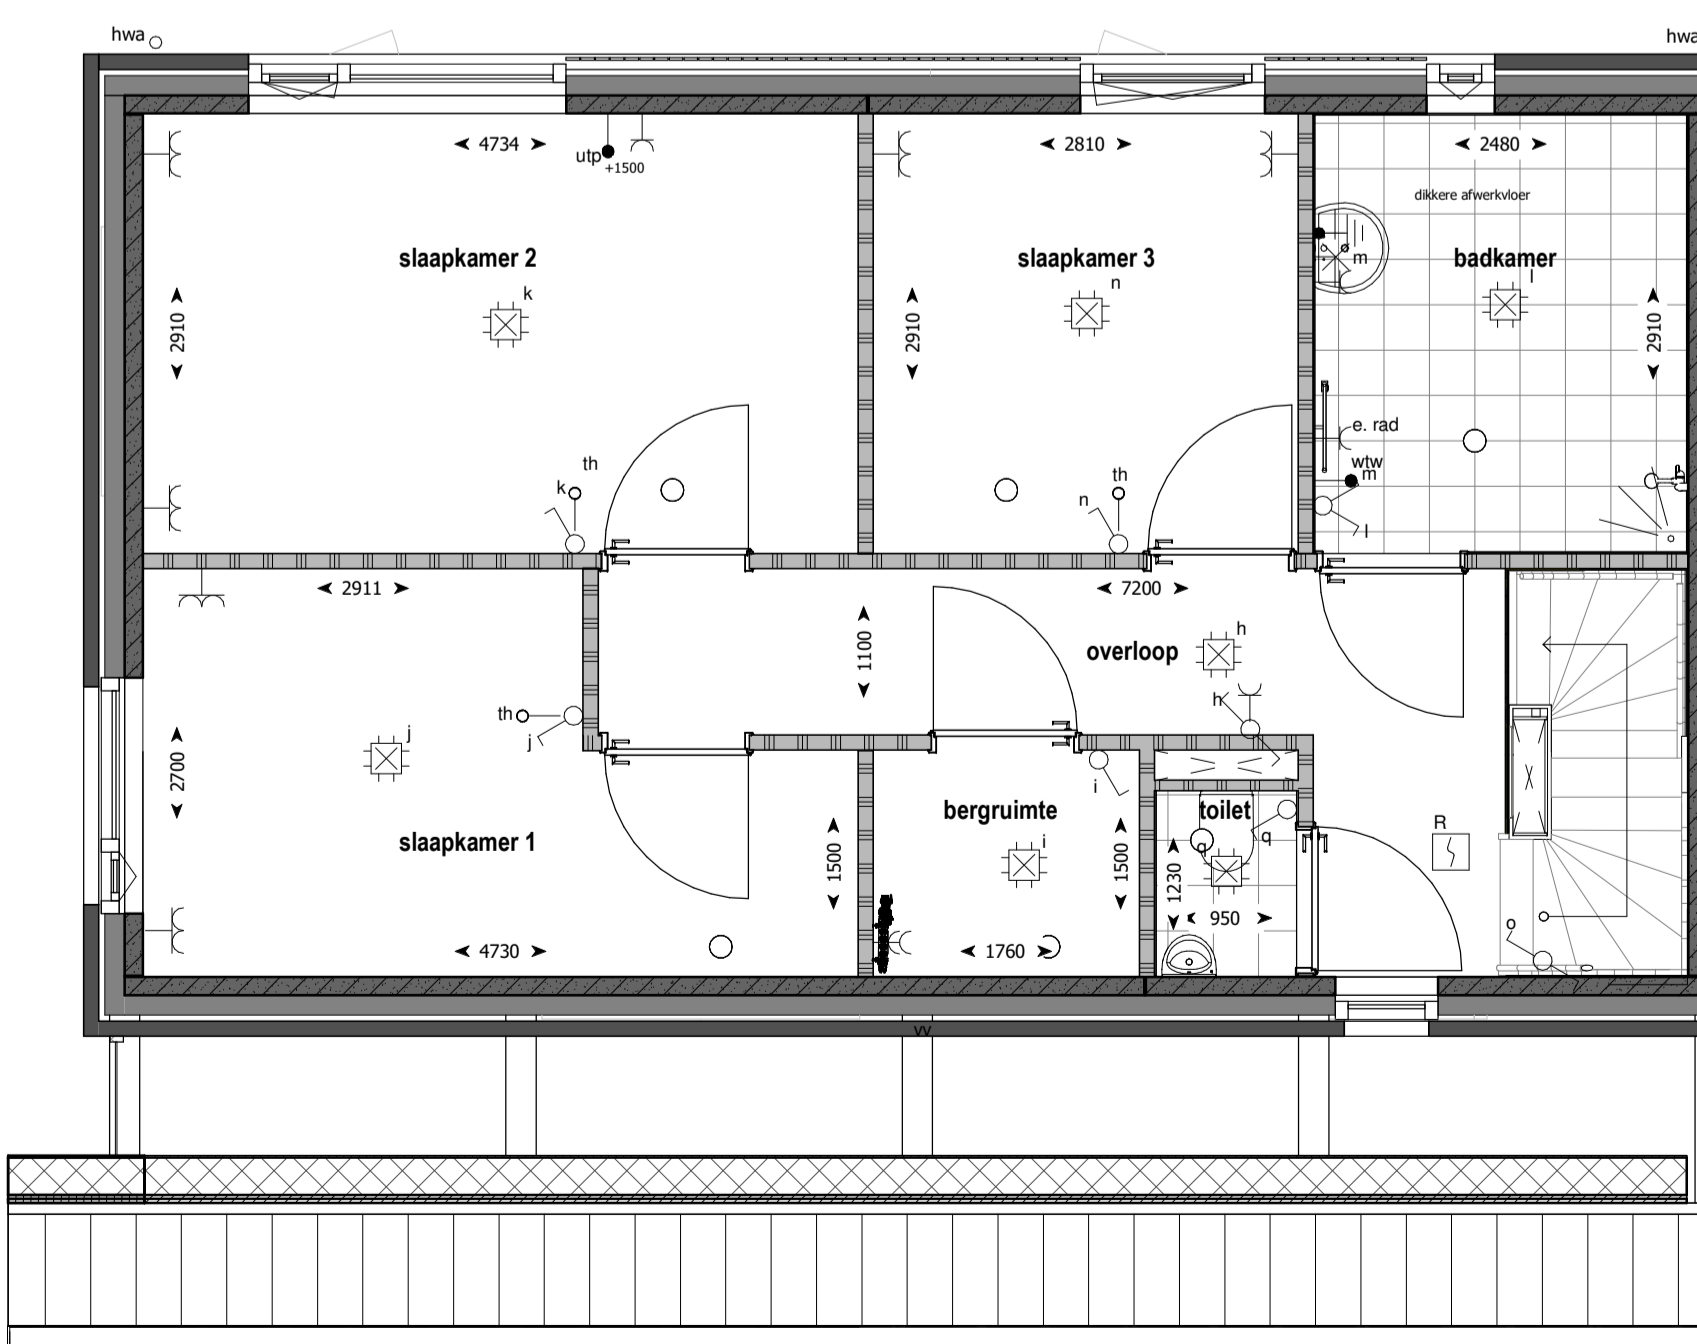 hwa
hwa
4734
utp
+1500
2810
2480
dikkere afwerkvloer
slaapkamer 2
k
2910
slaapkamer 3
n
2910
badkamer
l
m
2910
e. rad
wtw
m
l
th
k
th
n
2911
7200
1100
overloop
h
h
th
j
j
2700
slaapkamer 1
4730
1500
bergruimte
i
i
1500
1760
toilet
q
q
1230
950
R
o
vv